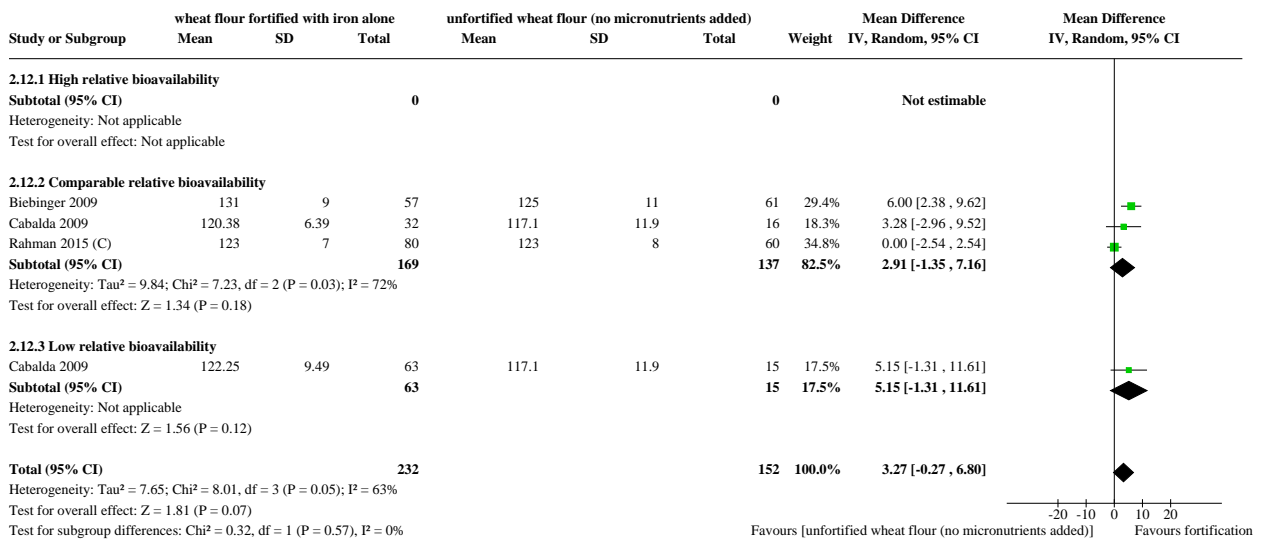 wheat flour fortified with iron alone unfortified wheat flour (no micronutrients added) Mean Difference Mean Difference
Study or Subgroup Mean SD Total Mean SD Total Weight IV, Random, 95% CI IV, Random, 95% CI
2.12.1 High relative bioavailability
Subtotal (95% CI) 0 0 Not estimable
Heterogeneity: Not applicable
Test for overall effect: Not applicable
2.12.2 Comparable relative bioavailability
Biebinger 2009 131 9 57 125 11 61 29.4% 6.00 [2.38 , 9.62]
Cabalda 2009 120.38 6.39 32 117.1 11.9 16 18.3% 3.28 [-2.96 , 9.52]
Rahman 2015 (C) 123 7 80 123 8 60 34.8% 0.00 [-2.54 , 2.54]
Subtotal (95% CI) 169 137 82.5% 2.91 [-1.35 , 7.16]
Heterogeneity: Tau² = 9.84; Chi² = 7.23, df = 2 (P = 0.03); I² = 72%
Test for overall effect: Z = 1.34 (P = 0.18)
2.12.3 Low relative bioavailability
Cabalda 2009 122.25 9.49 63 117.1 11.9 15 17.5% 5.15 [-1.31 , 11.61]
Subtotal (95% CI) 63 15 17.5% 5.15 [-1.31 , 11.61]
Heterogeneity: Not applicable
Test for overall effect: Z = 1.56 (P = 0.12)
Total (95% CI) 232 152 100.0% 3.27 [-0.27 , 6.80]
Heterogeneity: Tau² = 7.65; Chi² = 8.01, df = 3 (P = 0.05); I² = 63%
Test for overall effect: Z = 1.81 (P = 0.07) -20 -10 0 10 20
Test for subgroup differences: Chi² = 0.32, df = 1 (P = 0.57), I² = 0% Favours [unfortified wheat flour (no micronutrients added)] Favours fortification